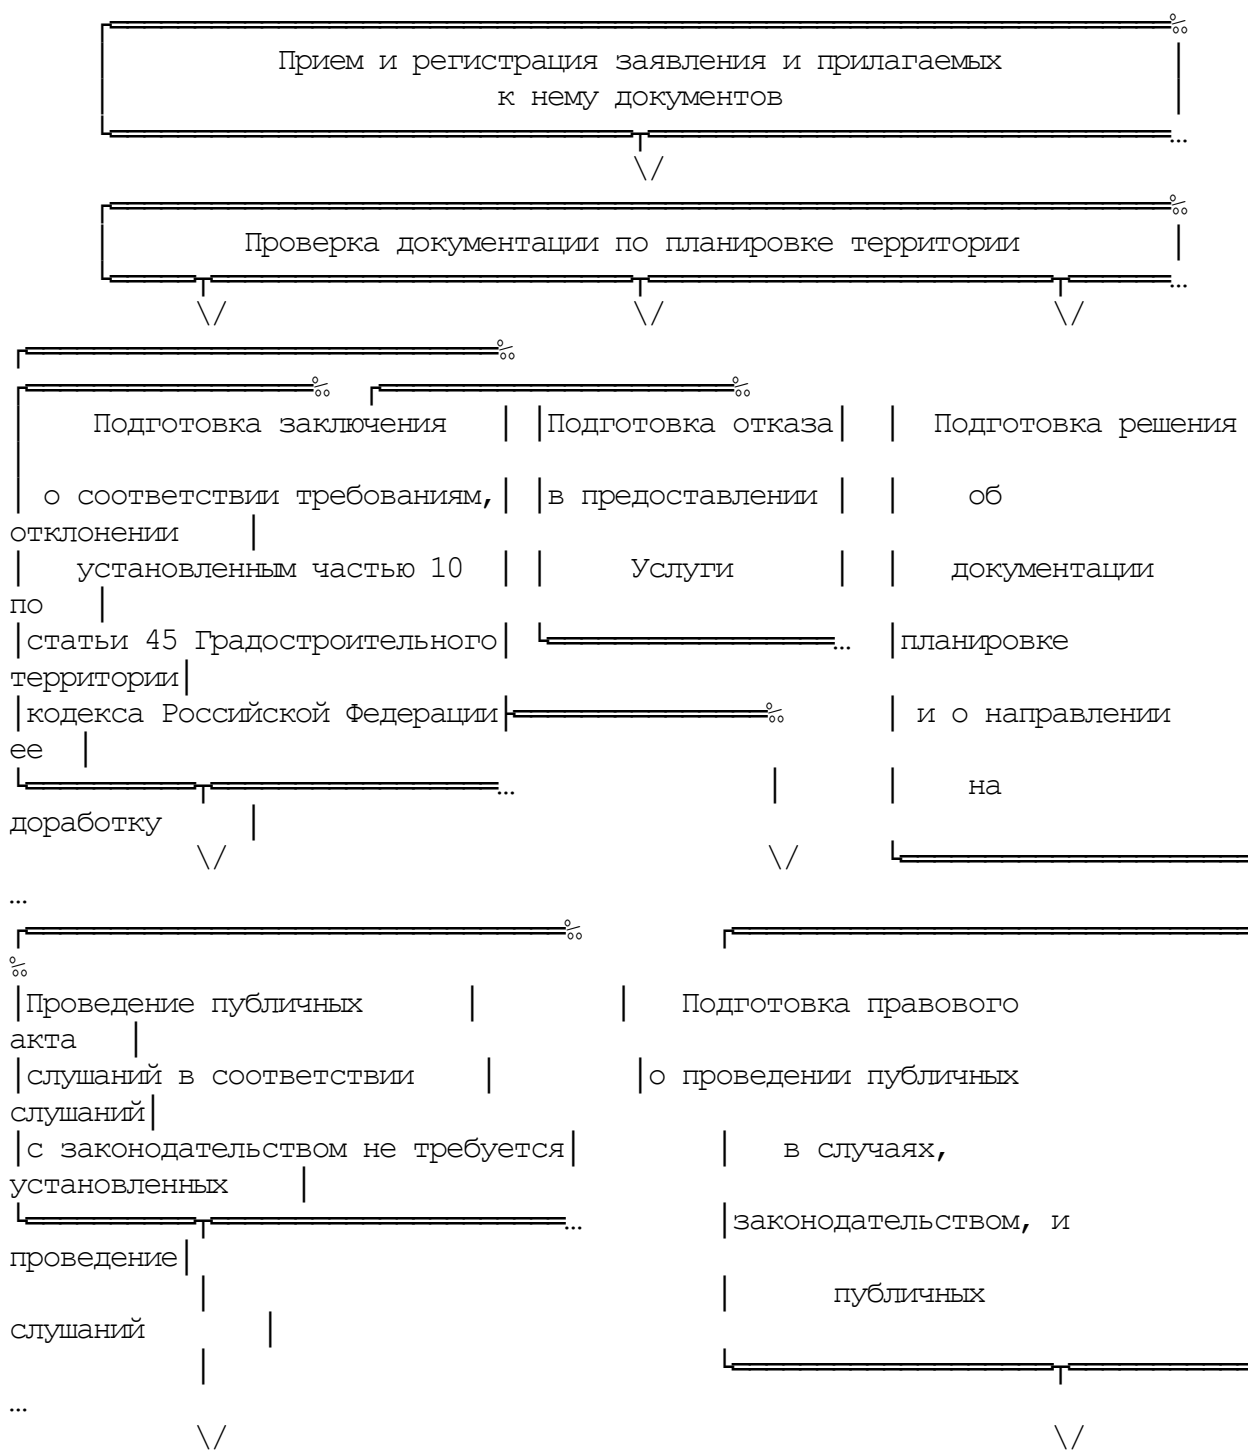 Прием и регистрация заявления и прилагаемых
к нему документов
Проверка документации по планировке территории
Подготовка заключения | |Подготовка отказа| | Подготовка решения
|
| о соответствии требованиям,| |в предоставлении | | об
отклонении |
| установленным частью 10 | | Услуги | | документации
по |
|статьи 45 Градостроительного| |планировке
территории|
|кодекса Российской Федерации | и о направлении
ее |
| | на
доработку |
\/ \/
…
|Проведение публичных | | Подготовка правового
акта |
|слушаний в соответствии | |о проведении публичных
слушаний|
|с законодательством не требуется| | в случаях,
установленных |
|законодательством, и
проведение|
| | публичных
слушаний |
|
…
\/ \/